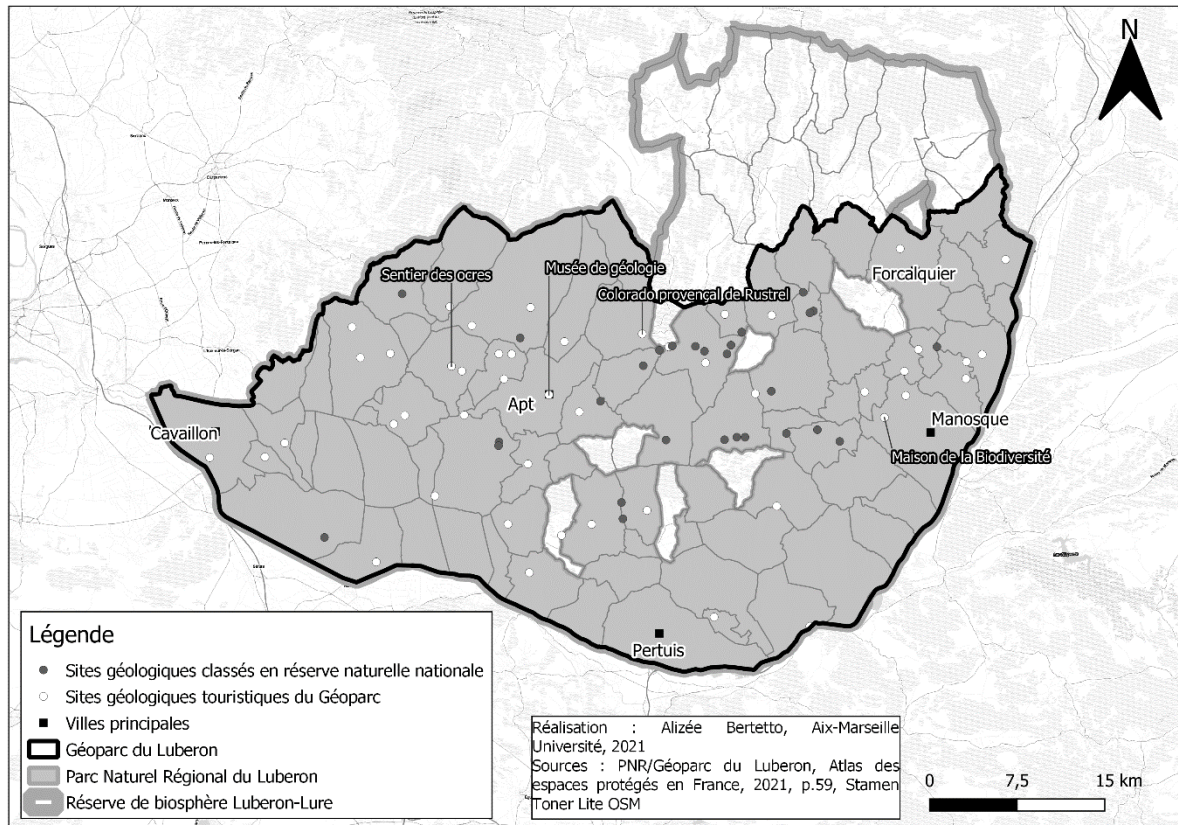 N
Sentier des ocres
Musée de géologie
Colorado provençal de Rustrel
Forcalquier
Apt
Cavaillon
Manosque
Maison de la Biodiversité
Pertuis
Légende
Sites géologiques classés en réserve naturelle nationale
Sites géologiques touristiques du Géoparc
Villes principales
Géoparc du Luberon
Parc Naturel Régional du Luberon
Réserve de biosphère Luberon-Lure
Réalisation : Alizée Bertetto, Aix-Marseille
Université, 2021
Sources : PNR/Géoparc du Luberon, Atlas des
espaces protégés en France, 2021, p.59, Stamen
Toner Lite OSM
0 7,5 15 km